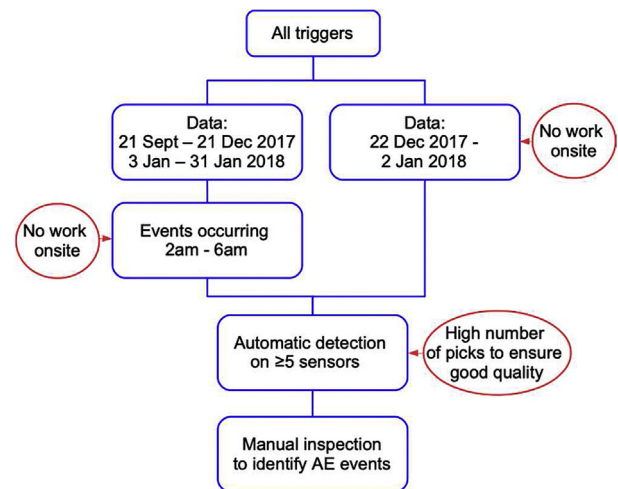 All triggers
Data:
21 Sept – 21 Dec 2017
3 Jan – 31 Jan 2018
Data:
22 Dec 2017 -
2 Jan 2018
No work
onsite
No work
onsite
Events occurring
2am - 6am
Automatic detection
on ≥5 sensors
High number
of picks to ensure
good quality
Manual inspection
to identify AE events